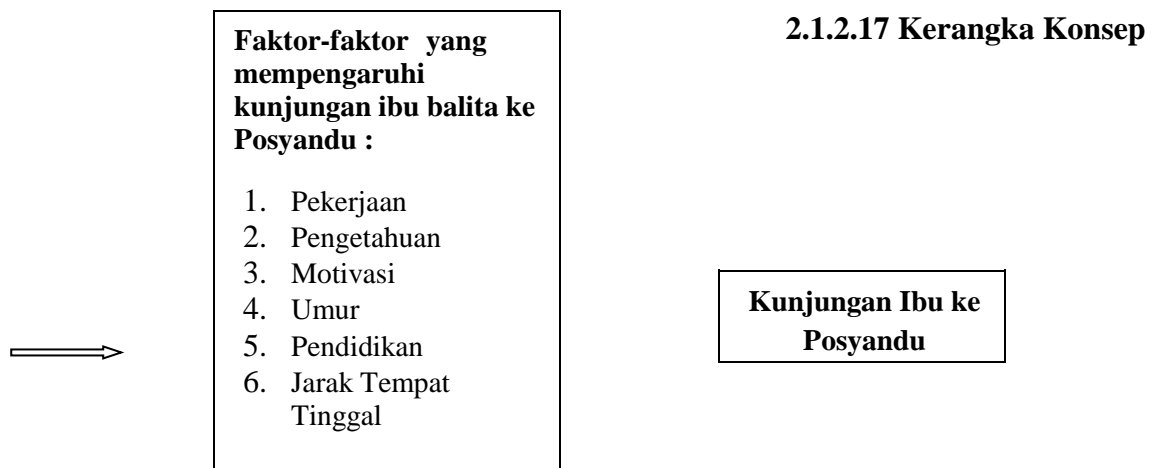 2.1.2.17 Kerangka Konsep
Faktor-faktor yang
mempengaruhi
kunjungan ibu balita ke
Posyandu :
1. Pekerjaan
2. Pengetahuan
3. Motivasi
4. Umur
5. Pendidikan
6. Jarak Tempat
Tinggal
Kunjungan Ibu ke
Posyandu